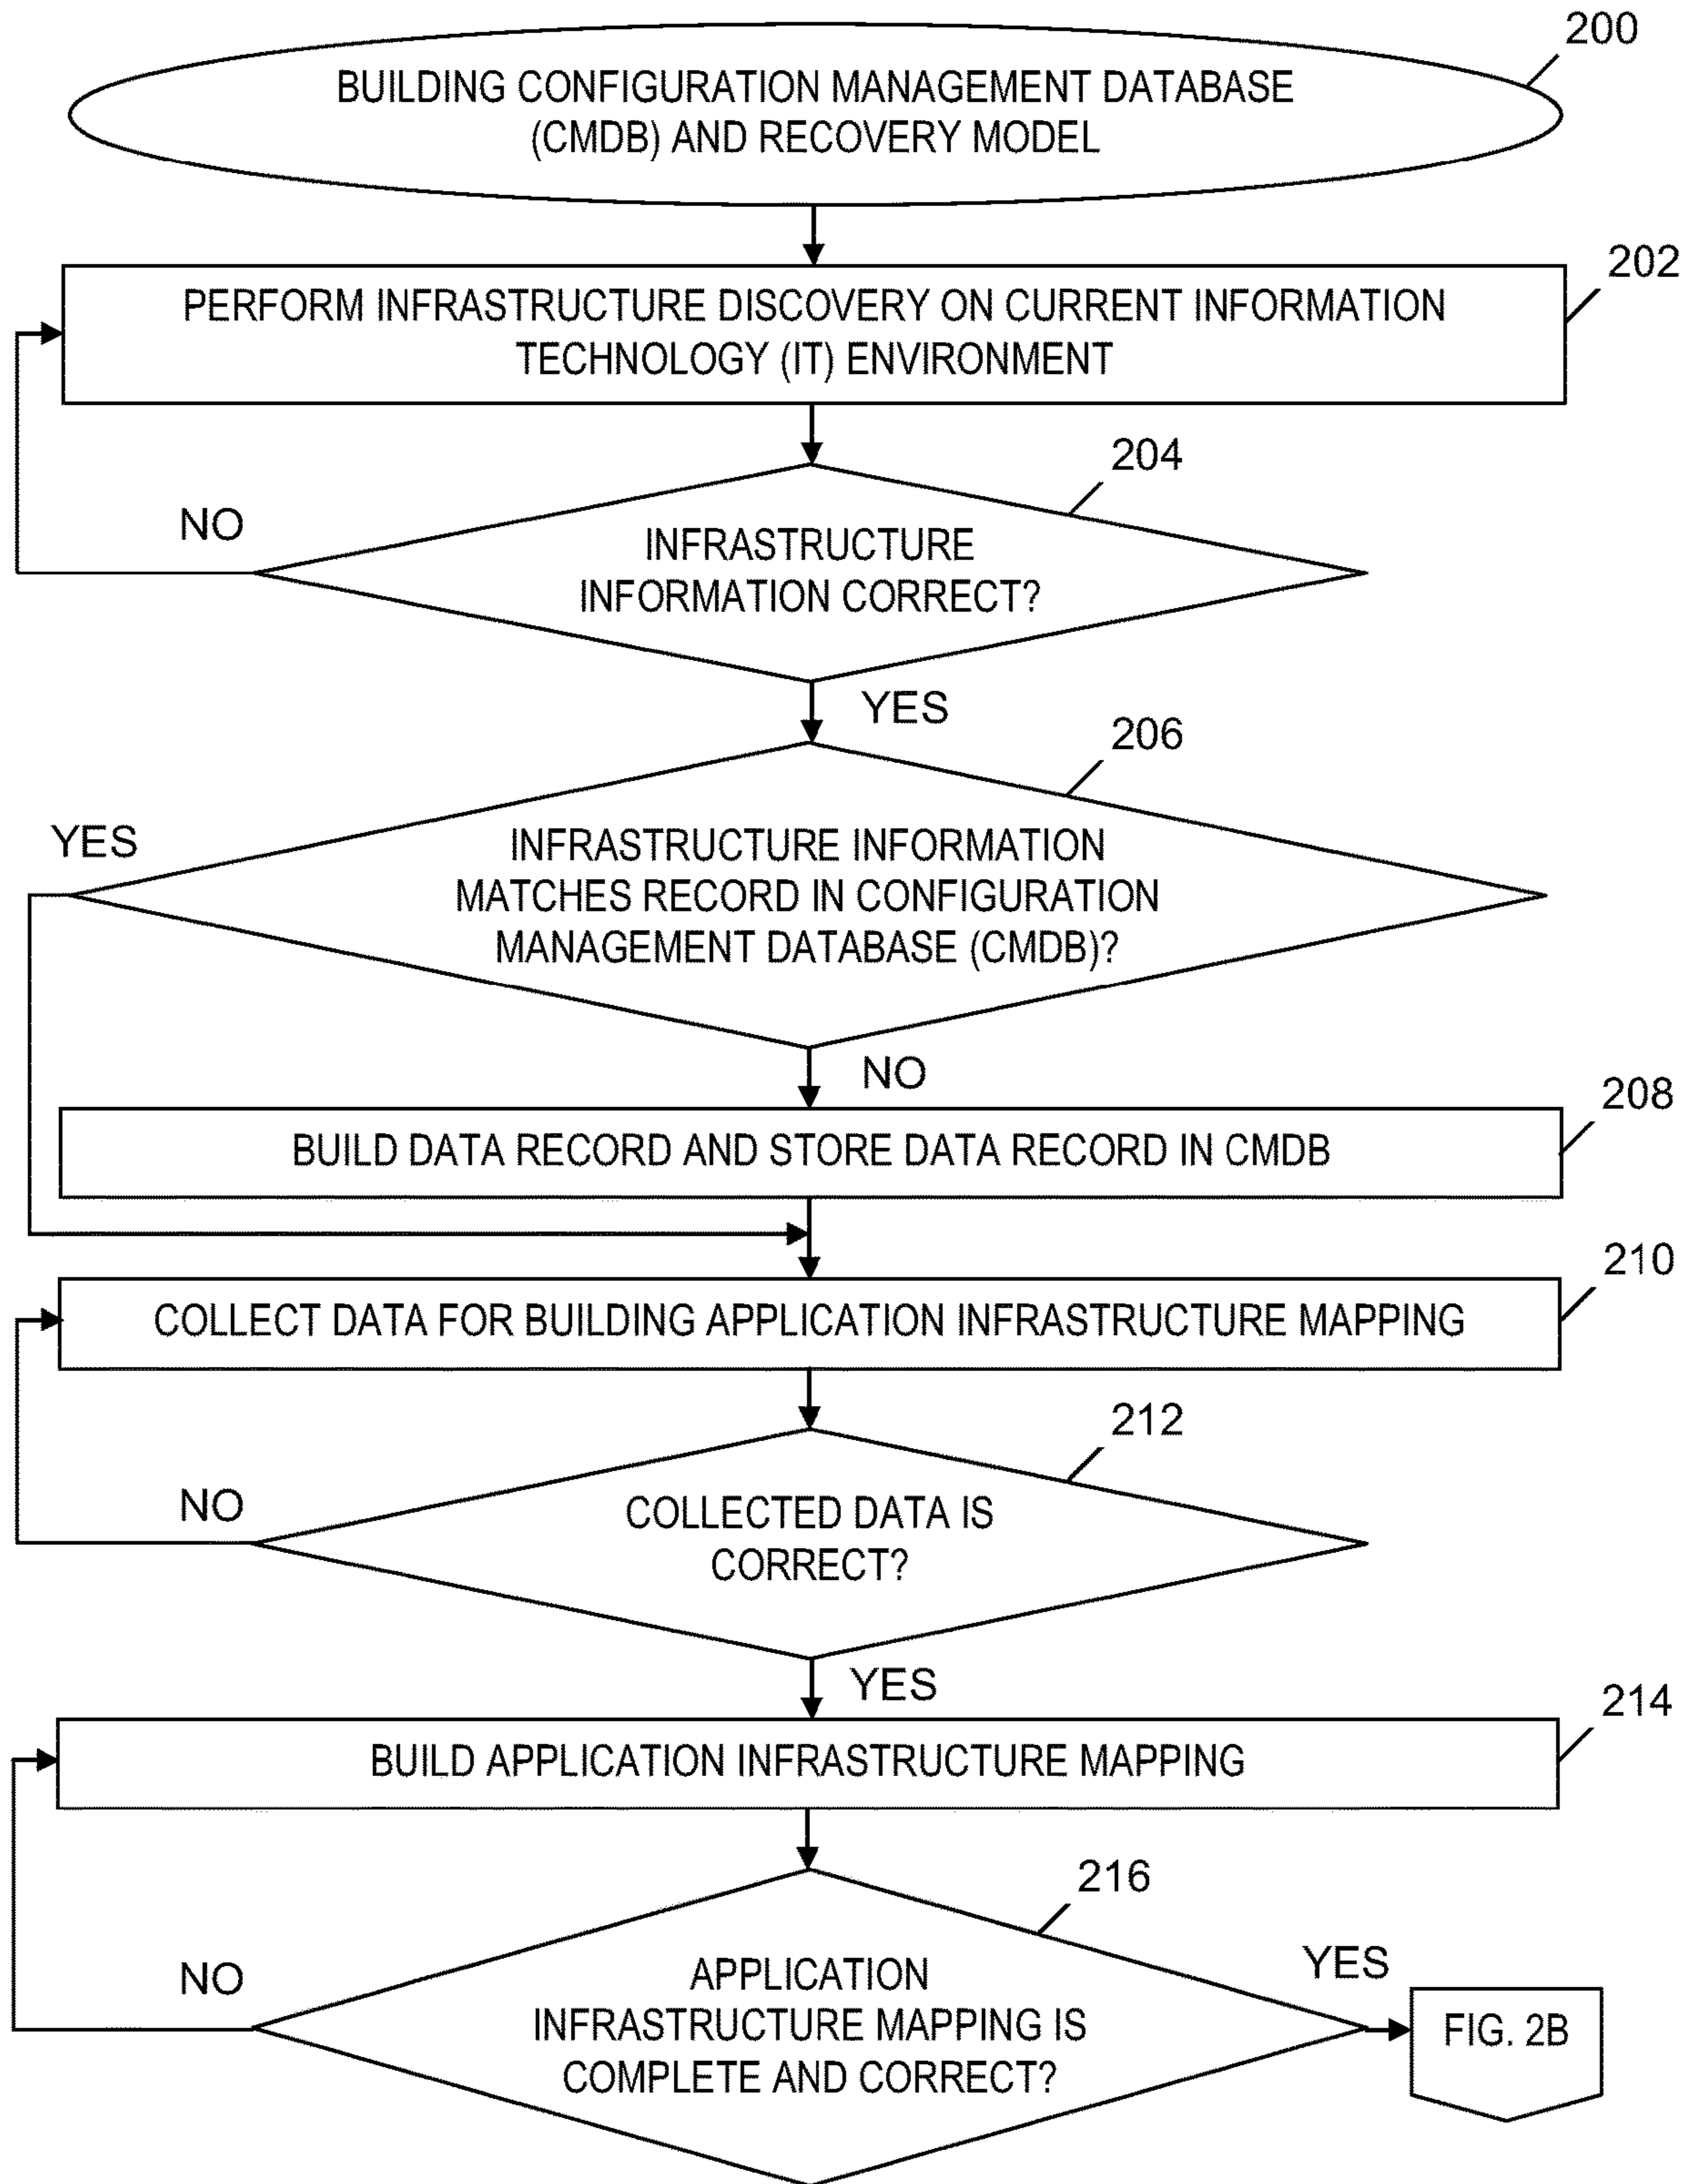 200
BUILDING CONFIGURATION MANAGEMENT DATABASE
(CMDB) AND RECOVERY MODEL
202
PERFORM INFRASTRUCTURE DISCOVERY ON CURRENT INFORMATION
TECHNOLOGY (IT) ENVIRONMENT
204
NO
INFRASTRUCTURE
INFORMATION CORRECT?
YES
206
YES
INFRASTRUCTURE INFORMATION
MATCHES RECORD IN CONFIGURATION
MANAGEMENT DATABASE (CMDB)?
NO
208
BUILD DATA RECORD AND STORE DATA RECORD IN CMDB
210
COLLECT DATA FOR BUILDING APPLICATION INFRASTRUCTURE MAPPING
212
NO
COLLECTED DATA IS
CORRECT?
YES
214
BUILD APPLICATION INFRASTRUCTURE MAPPING
216
NO
APPLICATION
INFRASTRUCTURE MAPPING IS
COMPLETE AND CORRECT?
YES
FIG. 2B